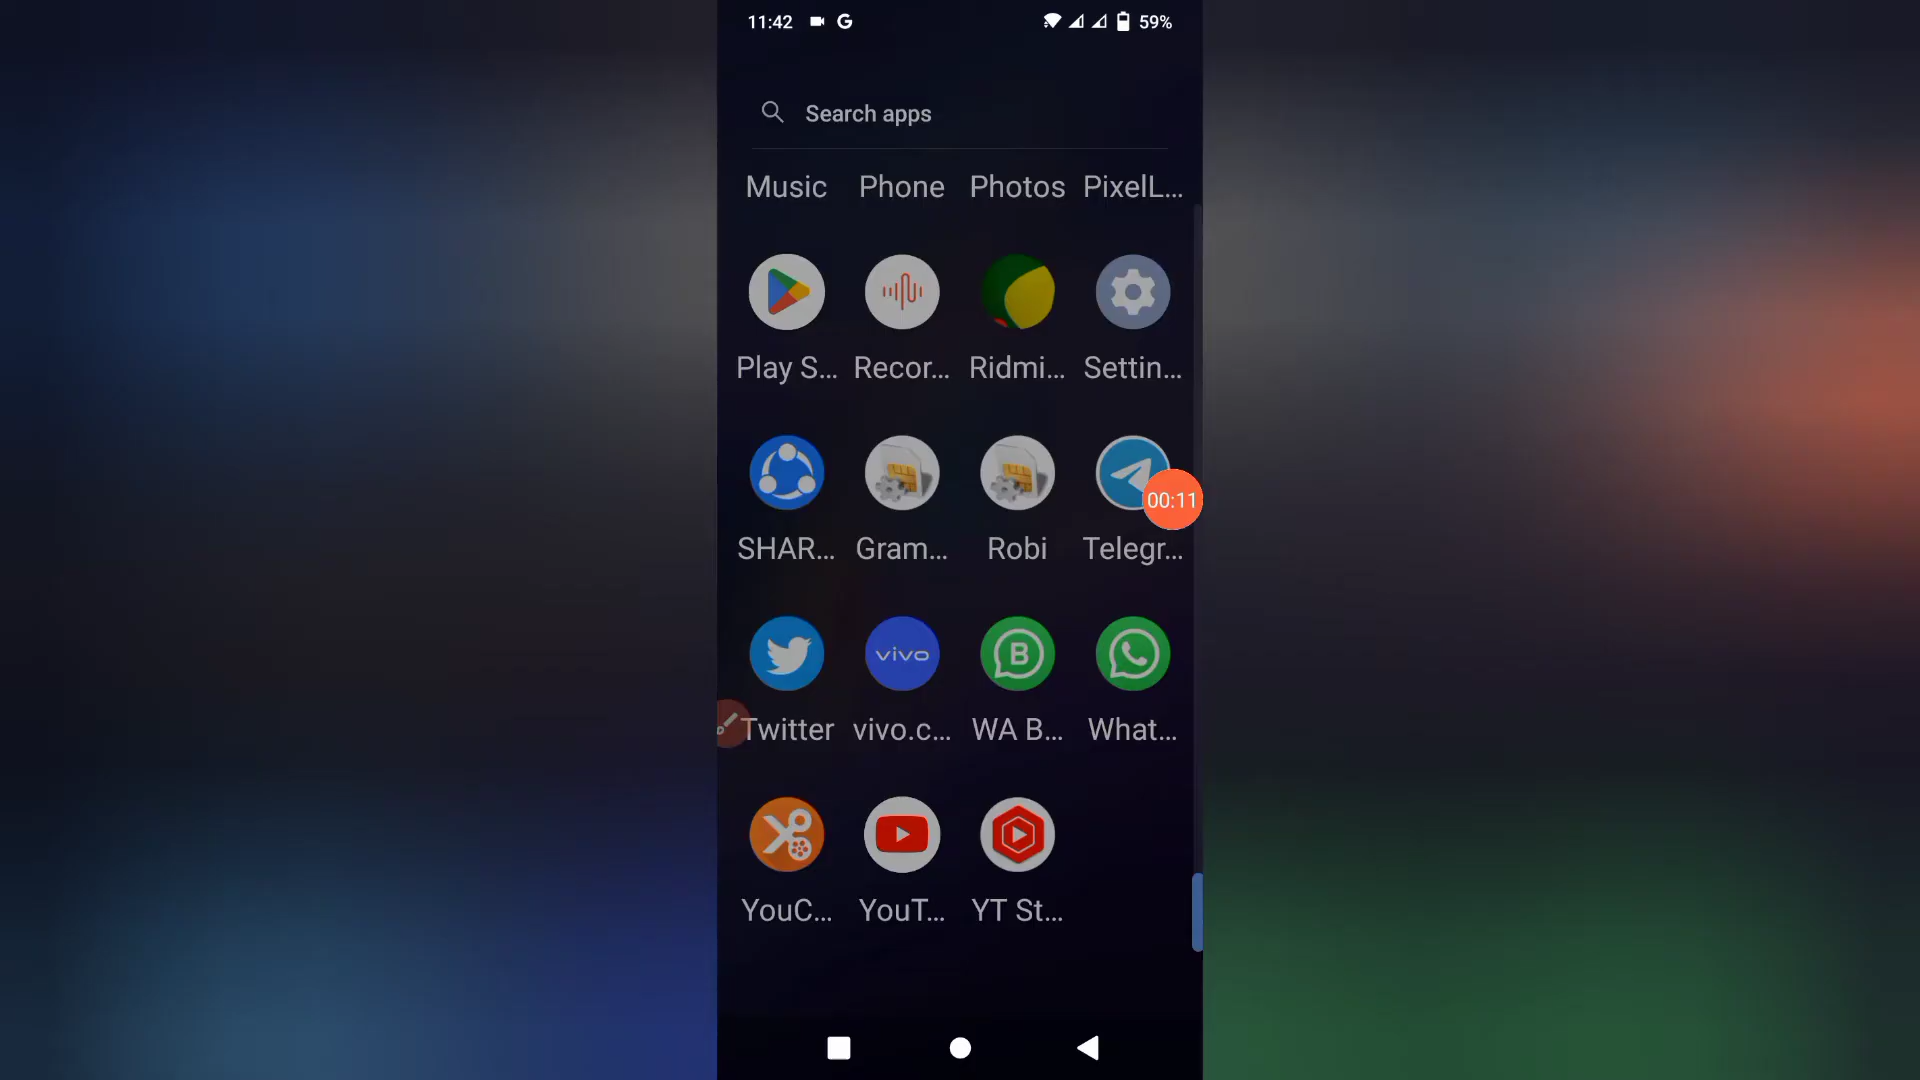 11:42 G 59%
Search apps
Music Phone Photos PixelL...
Play S... Recor... Ridmi... Settin...
00:11
SHAR... Gram... Robi Telegr...
vivo
B
Twitter vivo.c... WA B... What...
YouC... YouT... YT St...